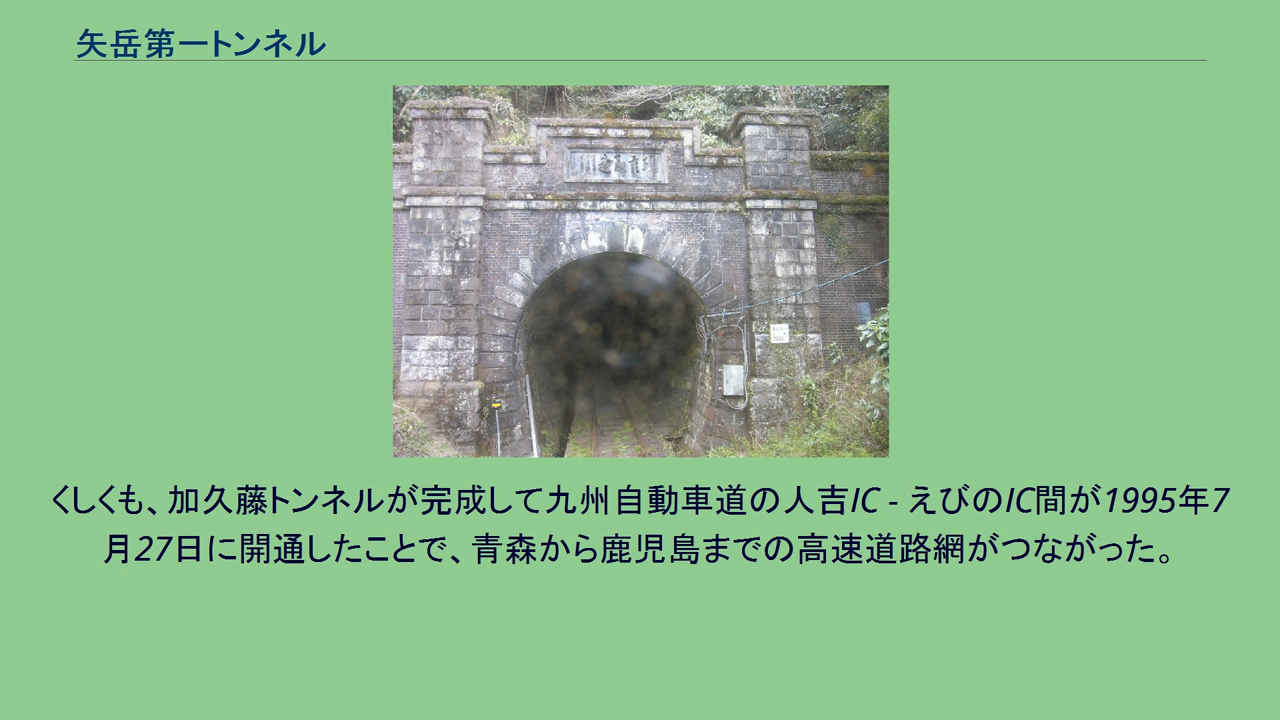 矢岳第一トンネル
くしくも、加久藤トンネルが完成して九州自動車道の人吉IC - えびのIC間が1995年7
月27日に開通したことで、青森から鹿児島までの高速道路網がつながった。